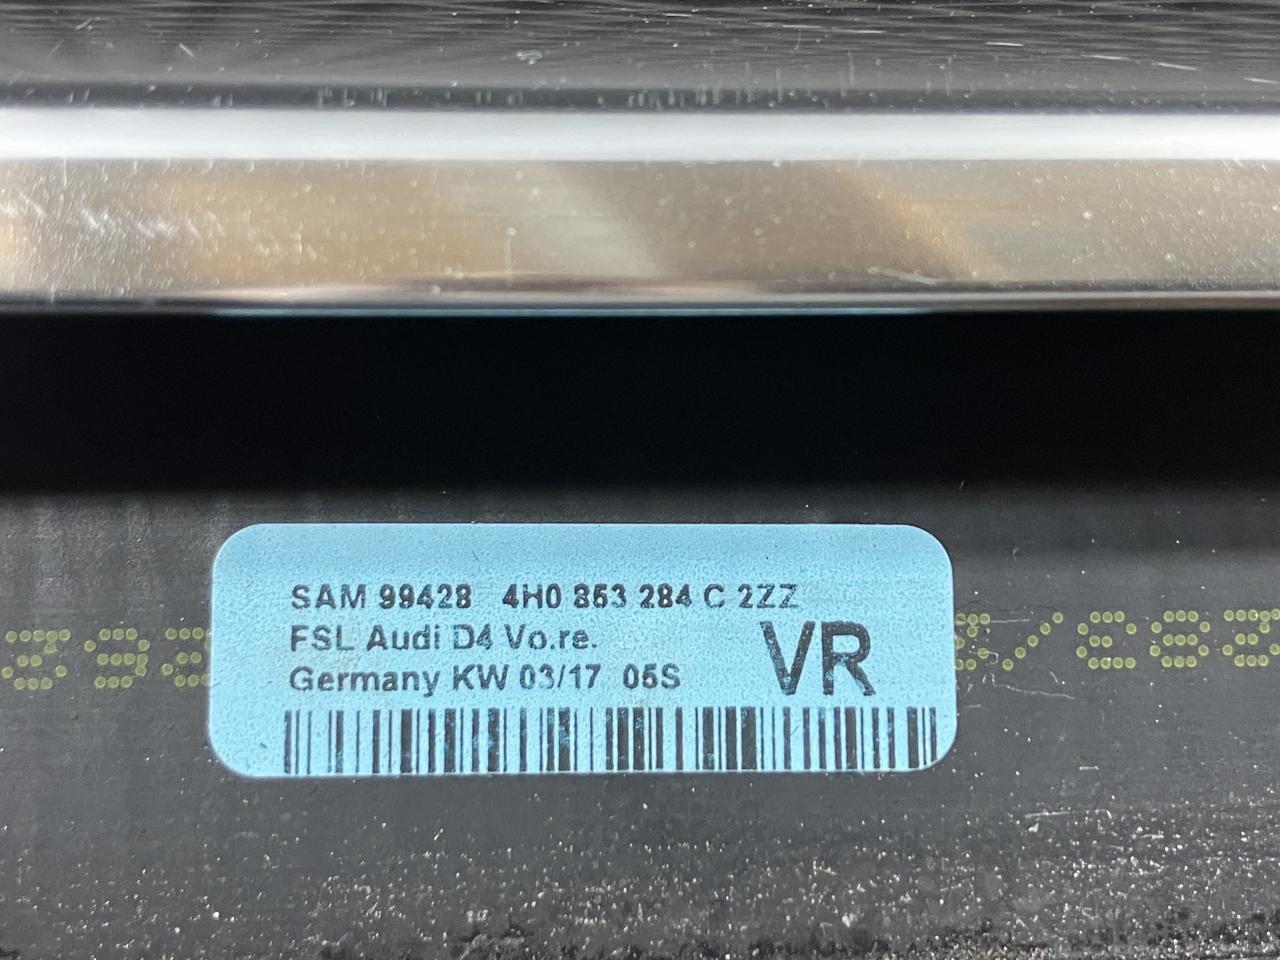 SAM 99428 4H0 853 284 C 2ZZ
FSL Audi D4 Vo.re.
VR
Germany KW 03/17 05S